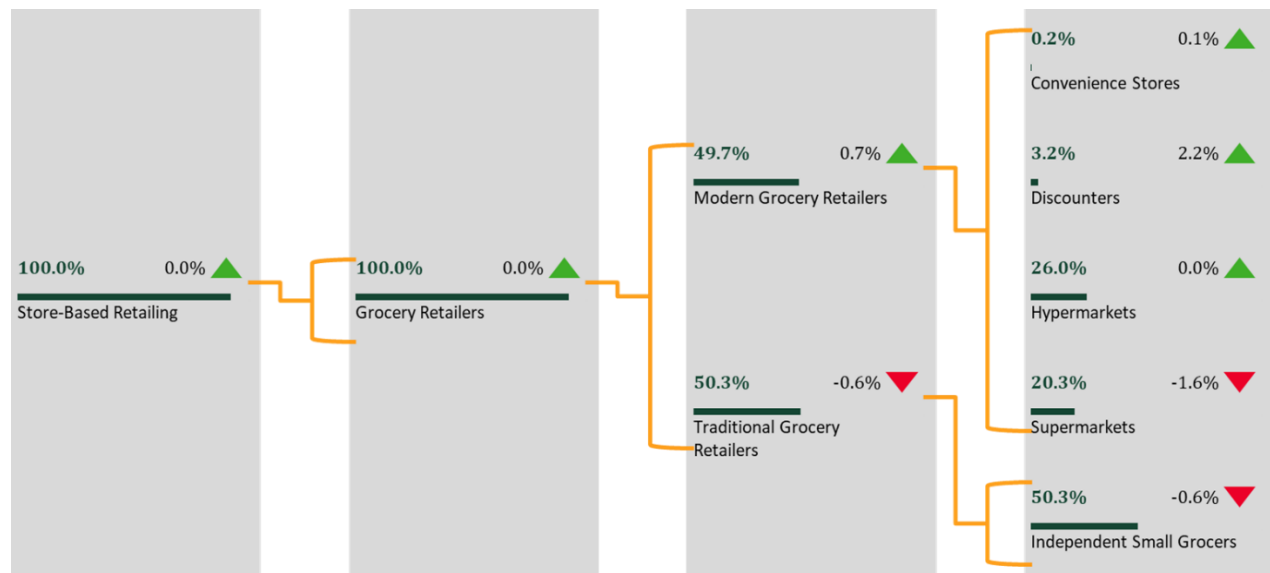 100.0% 0.0%
Store-Based Retailing
100.0% 0.0%
Grocery Retailers
49.7% 0.7%
Modern Grocery Retailers
50.3% -0.6%
Traditional Grocery
Retailers
0.2% 0.1%
Convenience Stores
3.2% 2.2%
Discounters
26.0% 0.0%
Hypermarkets
20.3% -1.6%
Supermarkets
50.3% -0.6%
Independent Small Grocers